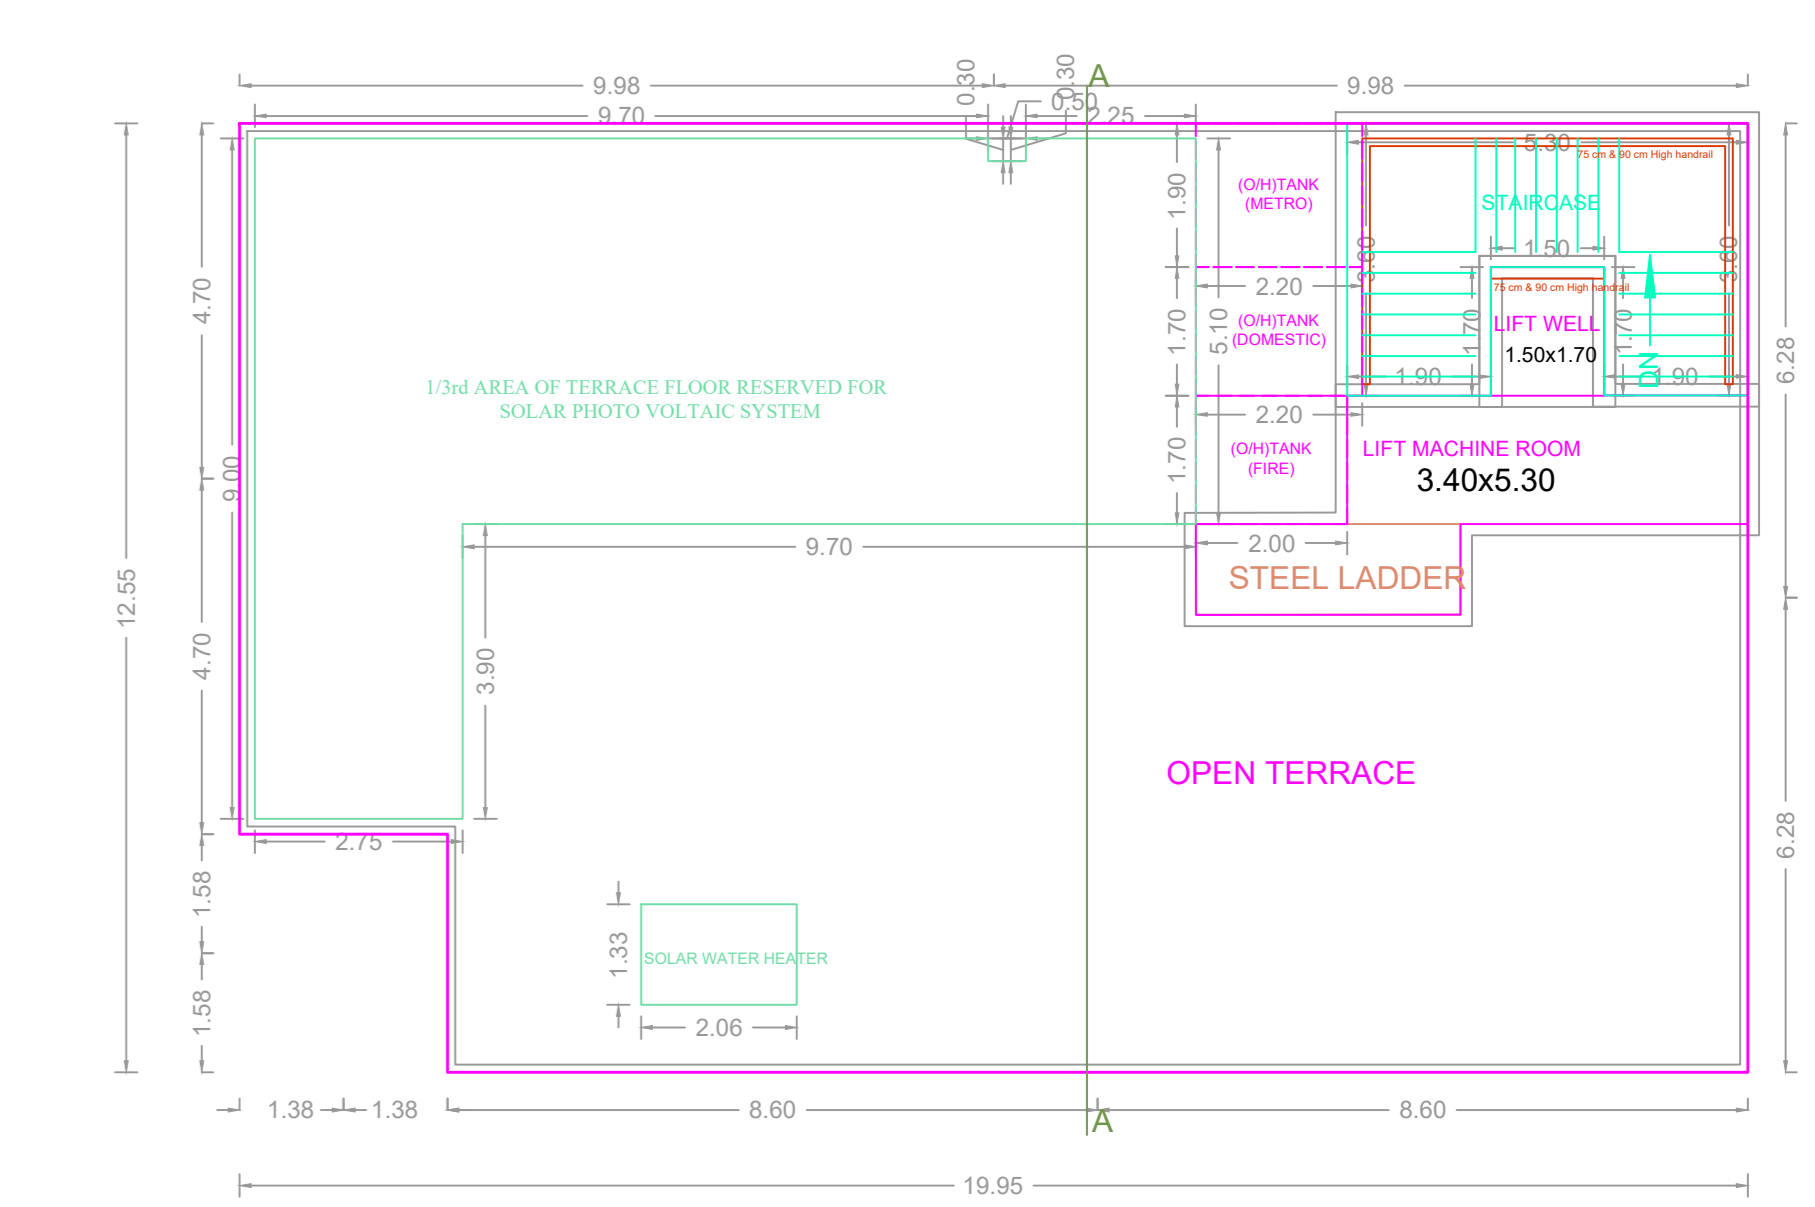 0.30
0.30
A
9.98
9.98
0.50
9.70
2.25
5.30
75 cm & 90 cm High handrail
(O/H)TANK
(METRO)
1.90
STAIRCASE
1.50
3.60
3.60
2.20
75 cm & 90 cm High handrail
4.70
1.70
5.10
(O/H)TANK
(DOMESTIC)
1.70
LIFT WELL
1.70
1.50x1.70
DN
6.28
1.90
1.90
1/3rd AREA OF TERRACE FLOOR RESERVED FOR
SOLAR PHOTO VOLTAIC SYSTEM
2.20
1.70
(O/H)TANK
(FIRE)
LIFT MACHINE ROOM
3.40x5.30
9.00
9.70
2.00
STEEL LADDER
12.55
4.70
3.90
OPEN TERRACE
6.28
2.75
1.58
1.33
SOLAR WATER HEATER
1.58
2.06
1.38
1.38
8.60
A
8.60
19.95